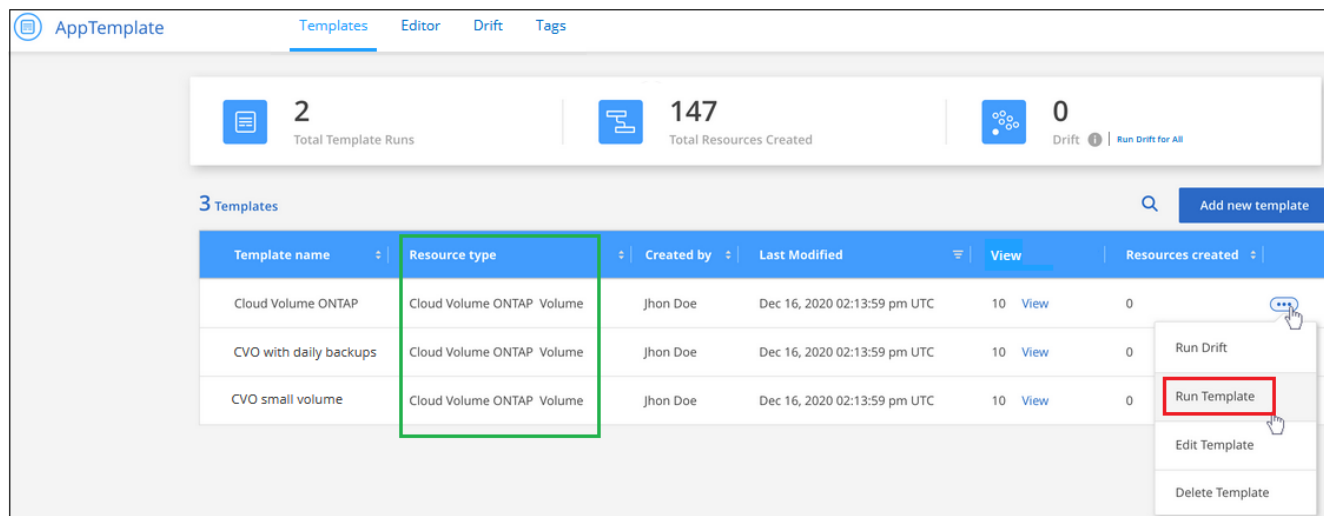 AppTemplate Templates Editor Drift Tags
2 147 0
Total Template Runs Total Resources Created Drift Run Drift for All
3 Templates Add new template
Template name Resource type Created by Last Modified View Resources created
Cloud Volume ONTAP Cloud Volume ONTAP Volume Jhon Doe Dec 16, 2020 02:13:59 pm UTC 10 View 0
CVO with daily backups Cloud Volume ONTAP Volume Jhon Doe Dec 16, 2020 02:13:59 pm UTC 10 View 0
CVO small volume Cloud Volume ONTAP Volume Jhon Doe Dec 16, 2020 02:13:59 pm UTC 10 View 0
Run Drift
Run Template
Edit Template
Delete Template